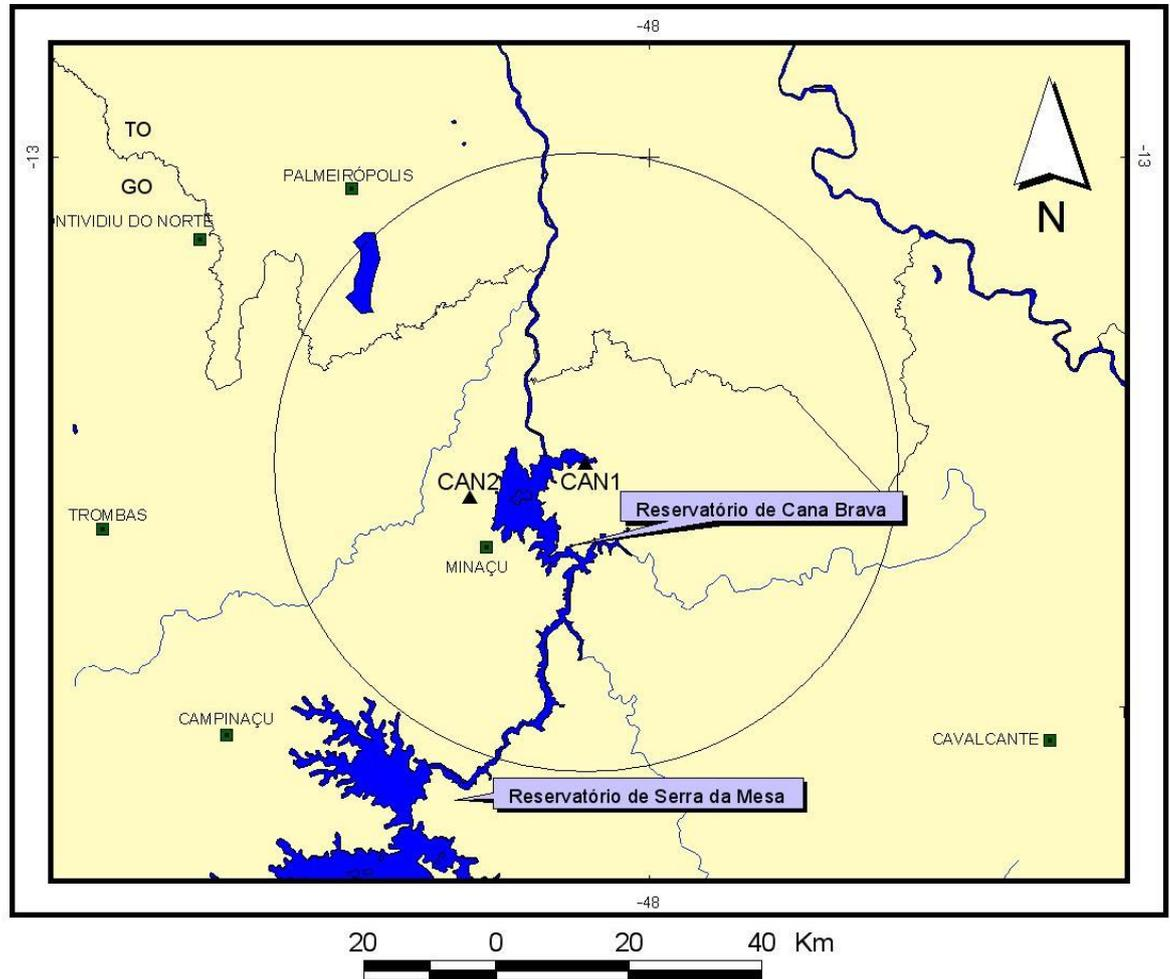 -48
TO
-13
-13
PALMEIRÓPOLIS
GO
N
NTIVIDIU DO NORTE
CAN2
CAN1
Reservatório de Cana Brava
TROMBAS
MINAÇU
CAMPINAÇU
CAVALCANTE
Reservatório de Serra da Mesa
-48
20 0 20 40 Km